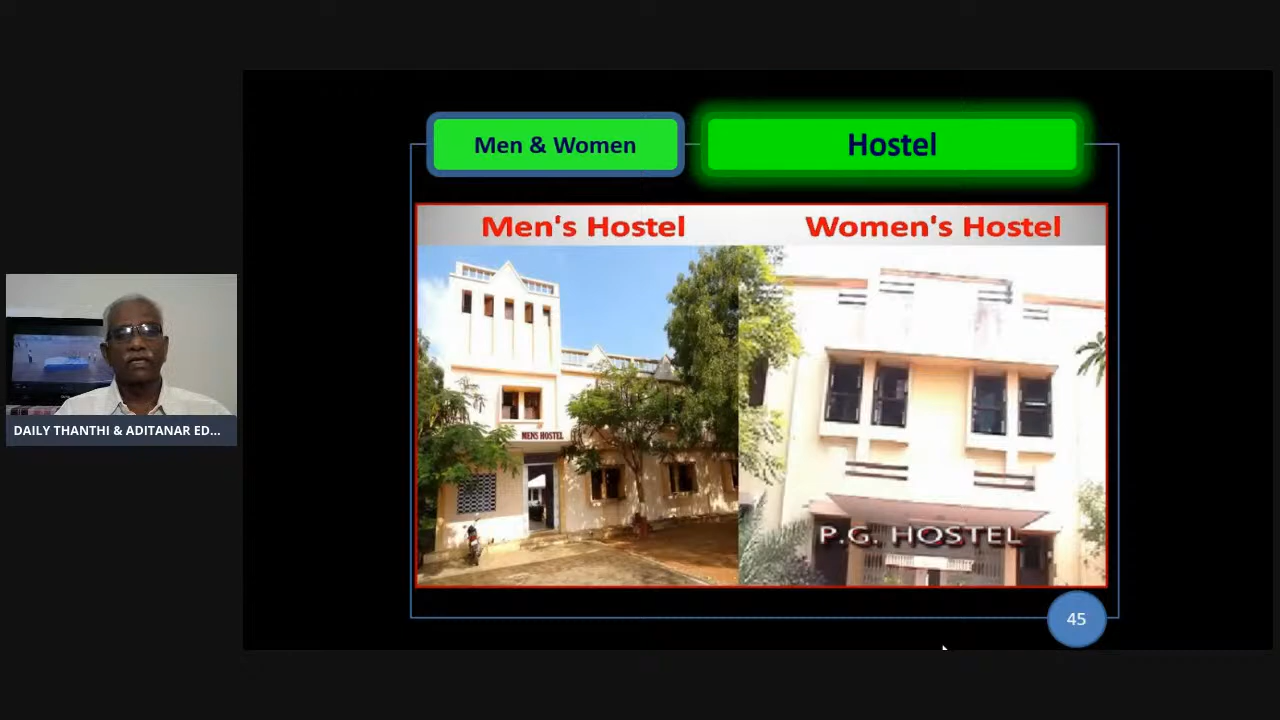 Men & Women
Hostel
Men's Hostel
Women's Hostel
MENS HOSTEL
P.G. HOSTEL
DAILY THANTHI & ADITANAR ED...
45